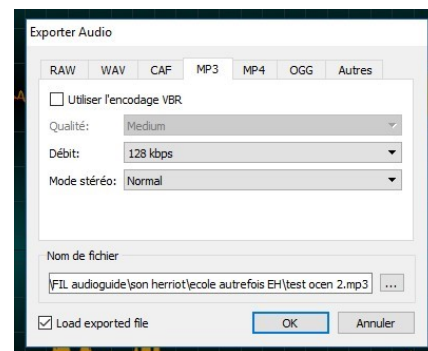 Exporter Audio
RAW WAV CAF MP3 MP4 OGG Autres
Utiliser l'encodage VBR
Qualité: Medium
Débit: 128 kbps
Mode stéréo: Normal
Nom de fichier
\FIL audioguide\son herriot\ecole autrefois EH\test ocen 2.mp3 ...
Load exported file OK Annuler